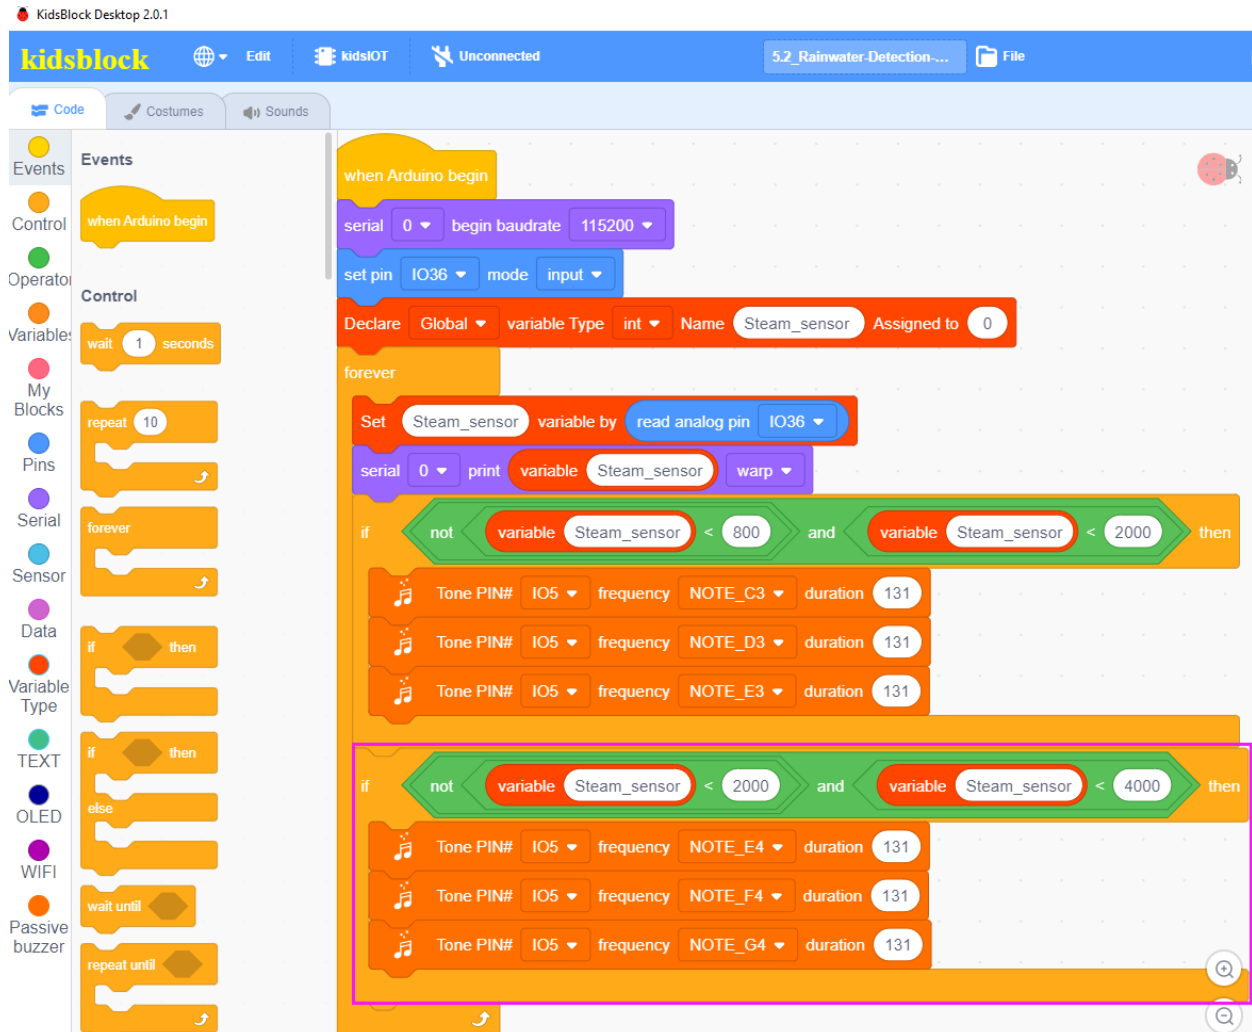 KidsBlock Desktop 2.0.1
kidsblock Edit kidsIOT Unconnected 5.2_Rainwater-Detection-... File
Code Costumes Sounds
Events
Control
Operator
Variables
My
Blocks
Pins
Serial
Sensor
Data
Variable
Type
TEXT
OLED
WIFI
Passive
buzzer
Events
when Arduino begin
Control
wait 1 seconds
repeat 10
forever
if then
if then
else
wait until
repeat until
when Arduino begin
serial 0 begin baudrate 115200
set pin IO36 mode input
Declare Global variable Type int Name Steam_sensor Assigned to 0
forever
Set Steam_sensor variable by read analog pin IO36
serial 0 print variable Steam_sensor warp
if not variable Steam_sensor < 800 and variable Steam_sensor < 2000 then
Tone PIN# IO5 frequency NOTE_C3 duration 131
Tone PIN# IO5 frequency NOTE_D3 duration 131
Tone PIN# IO5 frequency NOTE_E3 duration 131
if not variable Steam_sensor < 2000 and variable Steam_sensor < 4000 then
Tone PIN# IO5 frequency NOTE_E4 duration 131
Tone PIN# IO5 frequency NOTE_F4 duration 131
Tone PIN# IO5 frequency NOTE_G4 duration 131